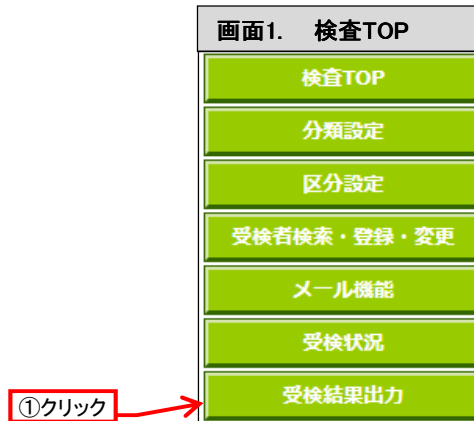 画面1.　検査TOP
検査TOP
分類設定
区分設定
受検者検索・登録・変更
メール機能
受検状況
①クリック
受検結果出力